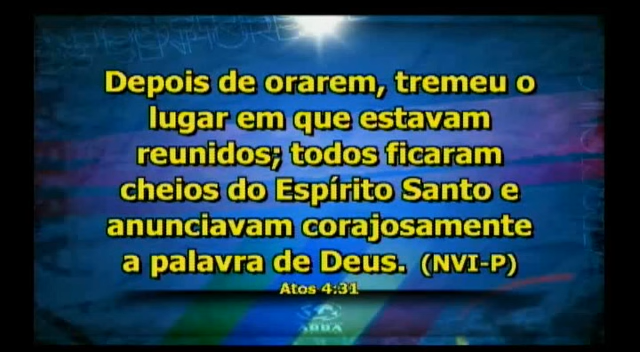 Depois de orarem, tremeu o
lugar em que estavam
reunidos; todos ficaram
cheios do Espírito Santo e
anunciavam corajosamente
a palavra de Deus. (NVI-P)
Atos 4:31
ABBA